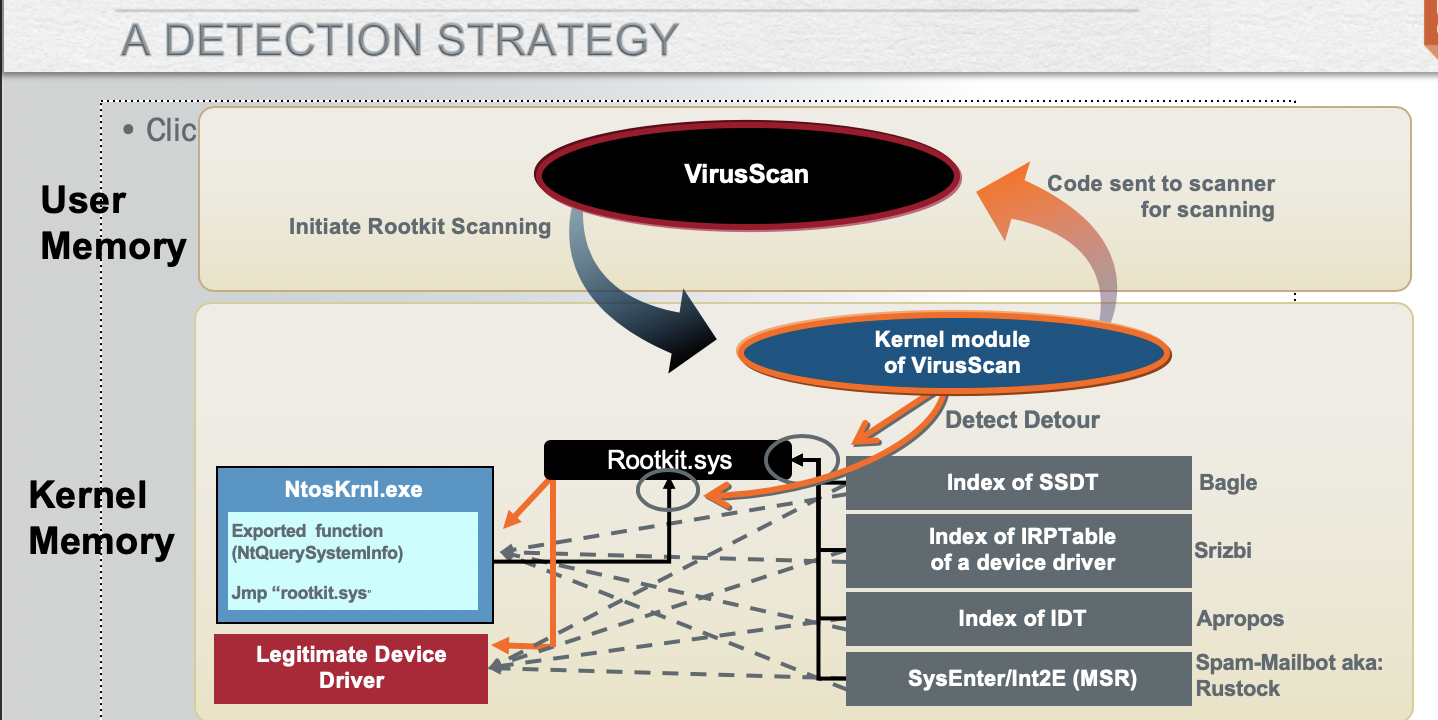 A DETECTION STRATEGY
• Clic
User
Memory
VirusScan
Initiate Rootkit Scanning
Code sent to scanner
for scanning
Kernel module
of VirusScan
Detect Detour
Kernel
Memory
Rootkit.sys
NtosKrnl.exe
Exported function
(NtQuerySystemInfo)
Jmp “rootkit.sys”
Legitimate Device
Driver
Index of SSDT
Bagle
Index of IRPTable
of a device driver
Srizbi
Index of IDT
Apropos
SysEnter/Int2E (MSR)
Spam-Mailbot aka:
Rustock